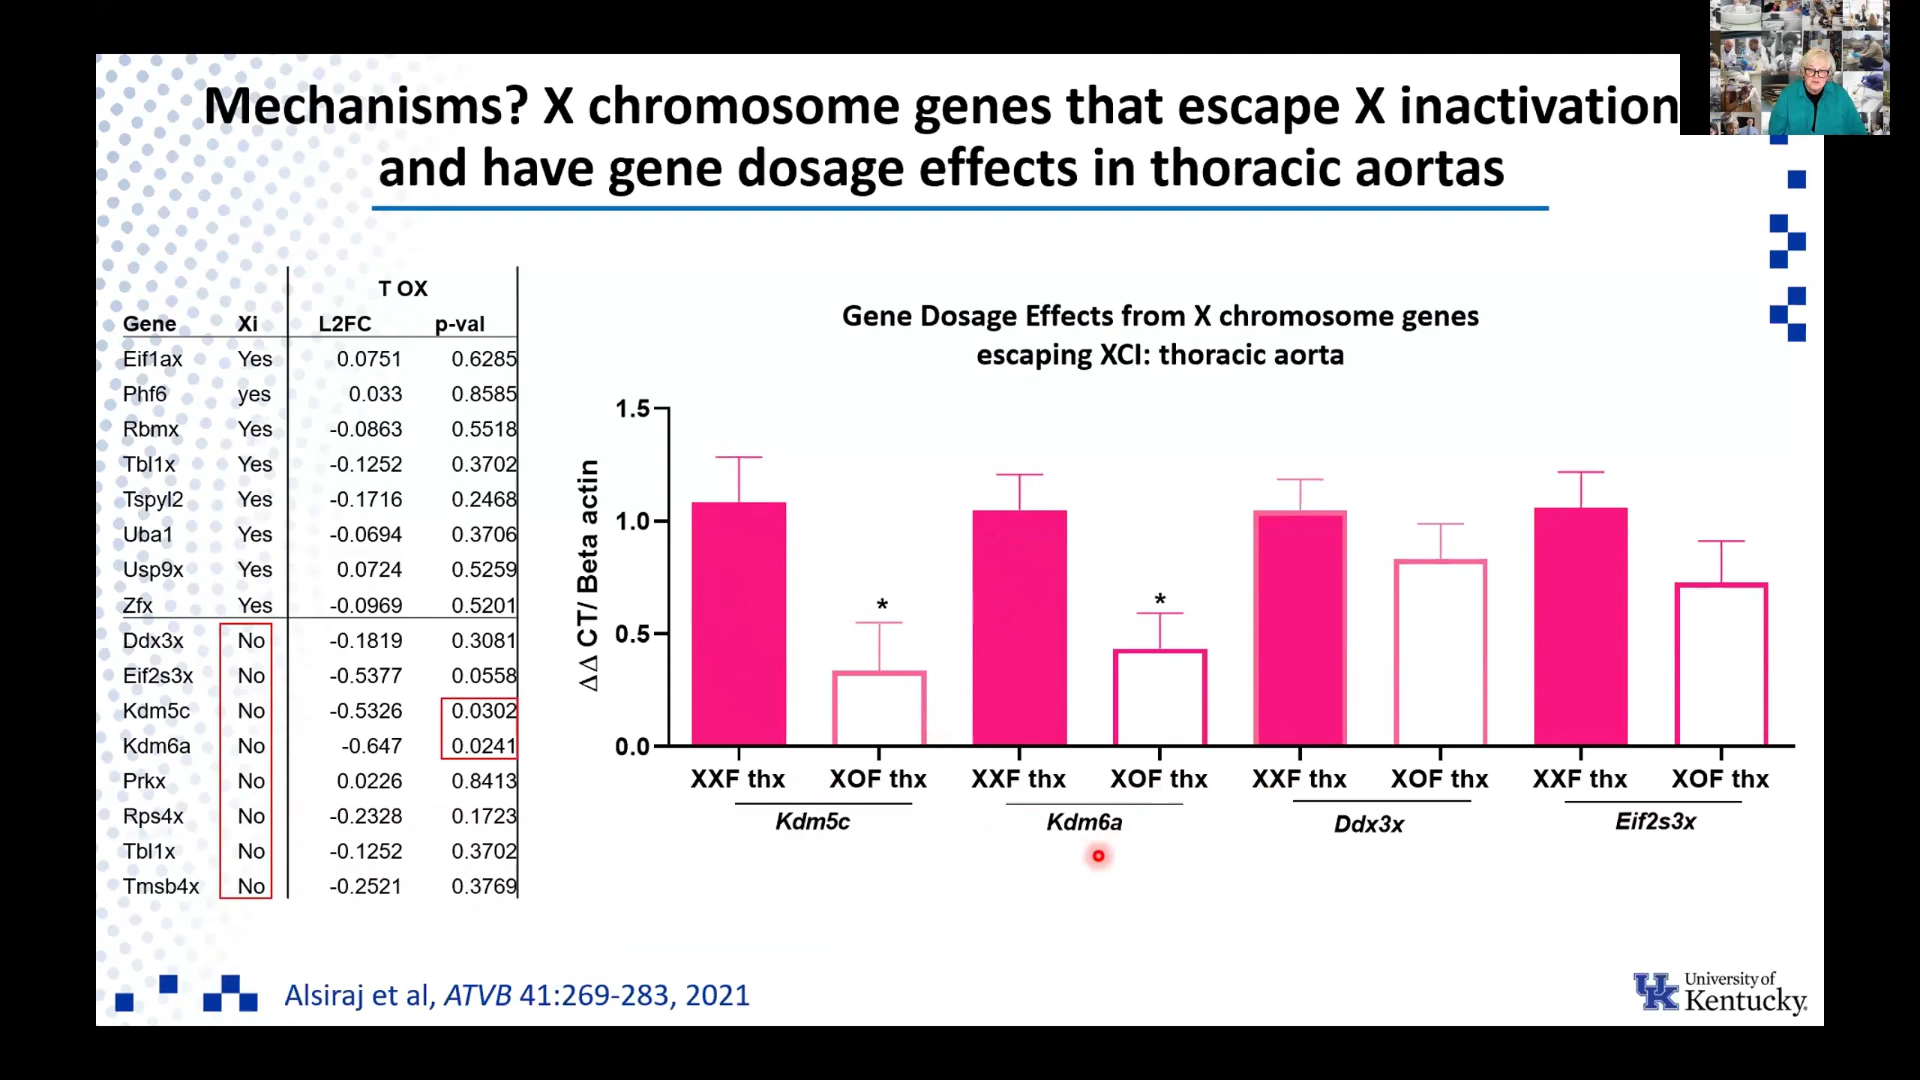 Mechanisms? X chromosome genes that escape X inactivation
and have gene dosage effects in thoracic aortas
T OX
Gene Xi L2FC p-val
Eif1ax Yes 0.0751 0.6285
Phf6 yes 0.033 0.8585
Rbmx Yes -0.0863 0.5518
Tbl1x Yes -0.1252 0.3702
Tspyl2 Yes -0.1716 0.2468
Uba1 Yes -0.0694 0.3706
Usp9x Yes 0.0724 0.5259
Zfx Yes -0.0969 0.5201
Ddx3x No -0.1819 0.3081
Eif2s3x No -0.5377 0.0558
Kdm5c No -0.5326 0.0302
Kdm6a No -0.647 0.0241
Prkx No 0.0226 0.8413
Rps4x No -0.2328 0.1723
Tbl1x No -0.1252 0.3702
Tmsb4x No -0.2521 0.3769
Gene Dosage Effects from X chromosome genes
escaping XCI: thoracic aorta
ΔΔ CT/ Beta actin
1.5
1.0
0.5
0.0
* *
XXF thx XOF thx XXF thx XOF thx XXF thx XOF thx XXF thx XOF thx
Kdm5c Kdm6a Ddx3x Eif2s3x
Alsiraj et al, ATVB 41:269-283, 2021
UK
University of
Kentucky.